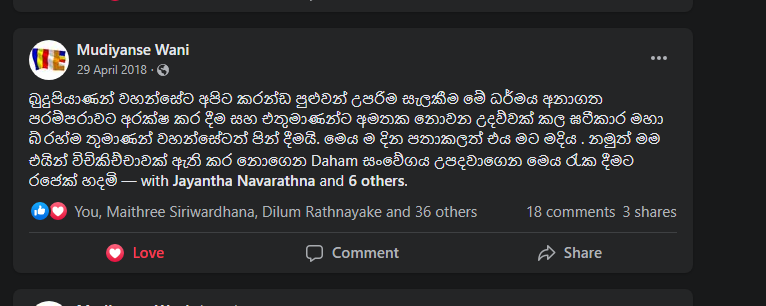 Mudiyanse Wani
29 April 2018 ·
බුදුපියාණන් වහන්සේට අපිට කරන්ඩ පුළුවන් උපරිම සැලකීම මේ ධර්මය අනාගත
පරම්පරාවට අරක්ෂ කර දීම සහ එතුමාණන්ට අමතක නොවන උදව්වක් කල ඝටීකාර මහා
බ්රහ්ම තුමාණන් වහන්සේටත් පින් දීමයි. මෙය ම දින පතාකලත් එය මට මදිය . නමුත් මම
එයින් විචිකිච්චාවක් ඇති කර නොගෙන Daham සංවේගය උපදවාගෙන මෙය රැක දීමට
රජෙක් හදමි — with Jayantha Navarathna and 6 others.
You, Maithree Siriwardhana, Dilum Rathnayake and 36 others 18 comments 3 shares
Love Comment Share